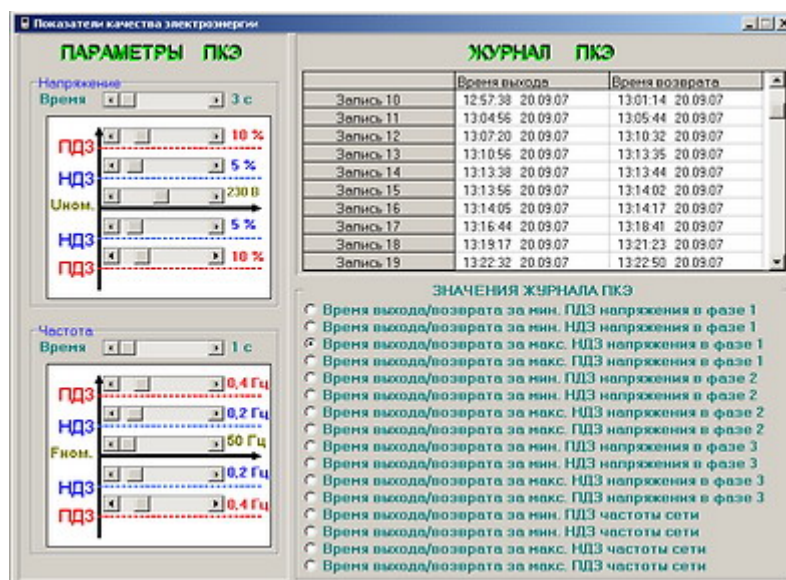 Показатели качества электроэнергии
ПАРАМЕТРЫ ПКЭ
Напряжение
Время 3 с
ПДЗ 10 %
НДЗ 5 %
Uном. 230 В
НДЗ 5 %
ПДЗ 10 %
Частота
Время 1 с
ПДЗ 0,4 Гц
НДЗ 0,2 Гц
Fном. 50 Гц
НДЗ 0,2 Гц
ПДЗ 0,4 Гц
ЖУРНАЛ ПКЭ
Время выхода Время возврата
Запись 10 12:57:38 20.09.07 13:01:14 20.09.07
Запись 11 13:04:56 20.09.07 13:05:44 20.09.07
Запись 12 13:07:20 20.09.07 13:10:32 20.09.07
Запись 13 13:10:56 20.09.07 13:13:35 20.09.07
Запись 14 13:13:38 20.09.07 13:13:44 20.09.07
Запись 15 13:13:56 20.09.07 13:14:02 20.09.07
Запись 16 13:14:05 20.09.07 13:14:17 20.09.07
Запись 17 13:16:44 20.09.07 13:18:41 20.09.07
Запись 18 13:19:17 20.09.07 13:21:23 20.09.07
Запись 19 13:22:32 20.09.07 13:22:50 20.09.07
ЗНАЧЕНИЯ ЖУРНАЛА ПКЭ
Время выхода/возврата за мин. ПДЗ напряжения в фазе 1
Время выхода/возврата за мин. НДЗ напряжения в фазе 1
Время выхода/возврата за макс. НДЗ напряжения в фазе 1
Время выхода/возврата за макс. ПДЗ напряжения в фазе 1
Время выхода/возврата за мин. ПДЗ напряжения в фазе 2
Время выхода/возврата за мин. НДЗ напряжения в фазе 2
Время выхода/возврата за макс. НДЗ напряжения в фазе 2
Время выхода/возврата за макс. ПДЗ напряжения в фазе 2
Время выхода/возврата за мин. ПДЗ напряжения в фазе 3
Время выхода/возврата за мин. НДЗ напряжения в фазе 3
Время выхода/возврата за макс. НДЗ напряжения в фазе 3
Время выхода/возврата за макс. ПДЗ напряжения в фазе 3
Время выхода/возврата за мин. ПДЗ частоты сети
Время выхода/возврата за мин. НДЗ частоты сети
Время выхода/возврата за макс. НДЗ частоты сети
Время выхода/возврата за макс. ПДЗ частоты сети